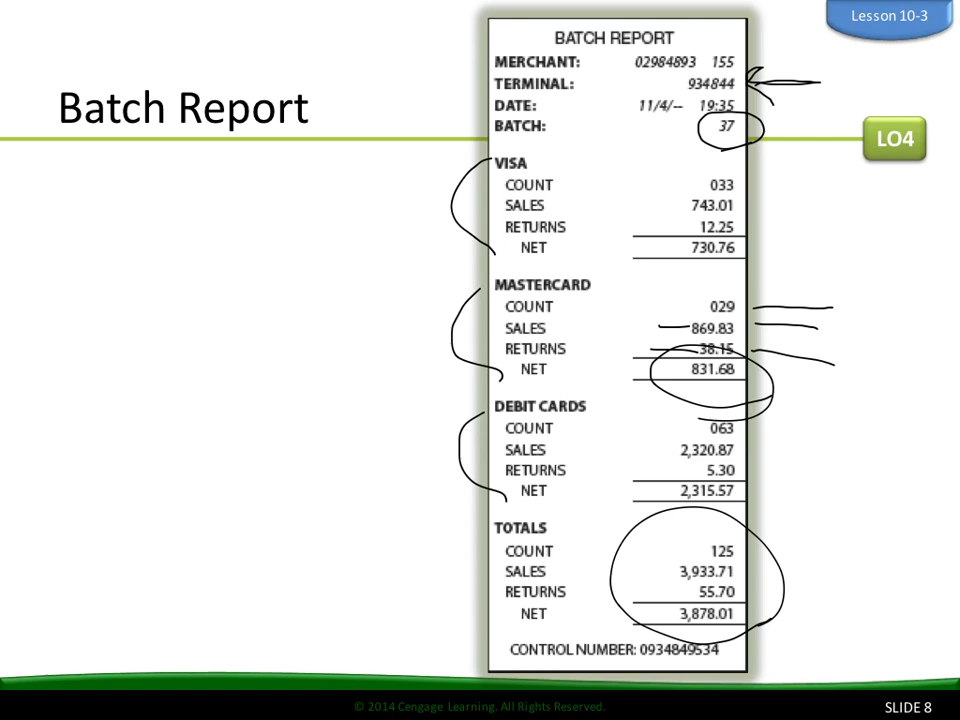 Lesson 10-3
Batch Report
LO4
BATCH REPORT
MERCHANT: 02984893 155
TERMINAL: 934844
DATE: 11/4/-- 19:35
BATCH: 37
VISA
COUNT 033
SALES 743.01
RETURNS 12.25
NET 730.76
MASTERCARD
COUNT 029
SALES 869.83
RETURNS 38.15
NET 831.68
DEBIT CARDS
COUNT 063
SALES 2,320.87
RETURNS 5.30
NET 2,315.57
TOTALS
COUNT 125
SALES 3,933.71
RETURNS 55.70
NET 3,878.01
CONTROL NUMBER: 0934849534
© 2014 Cengage Learning. All Rights Reserved.
SLIDE 8